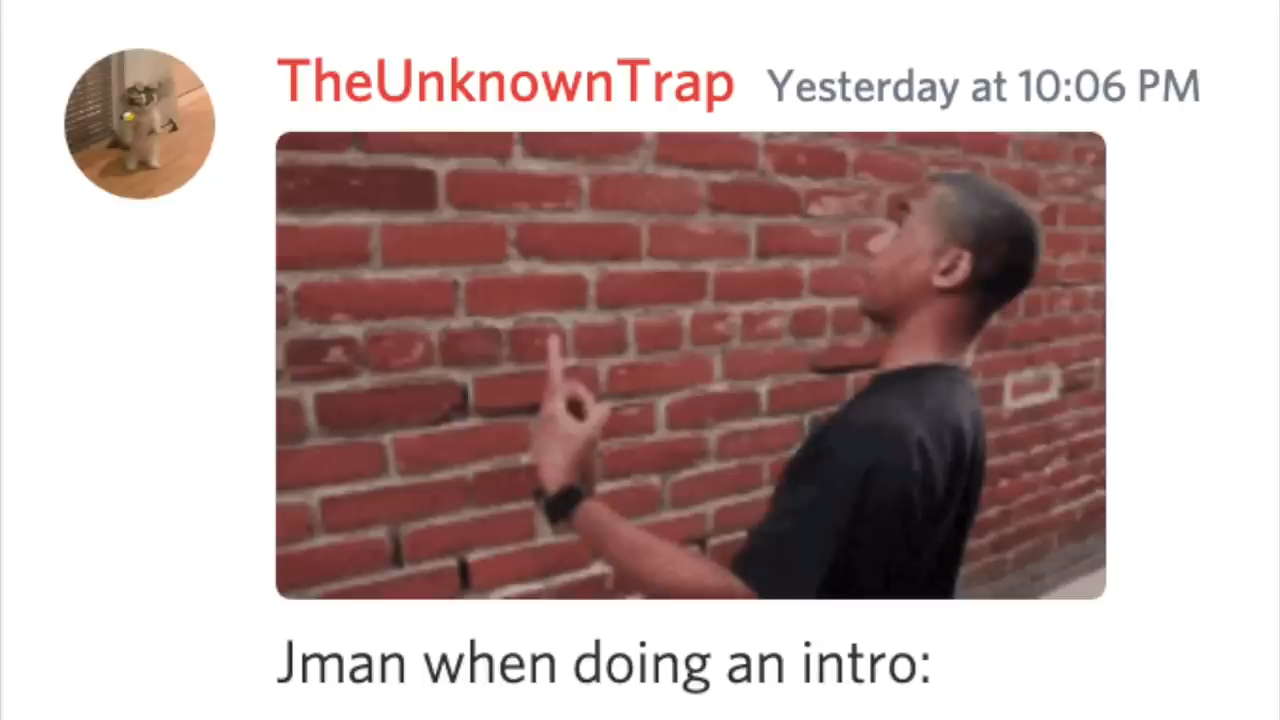 TheUnknownTrap Yesterday at 10:06 PM
Jman when doing an intro: